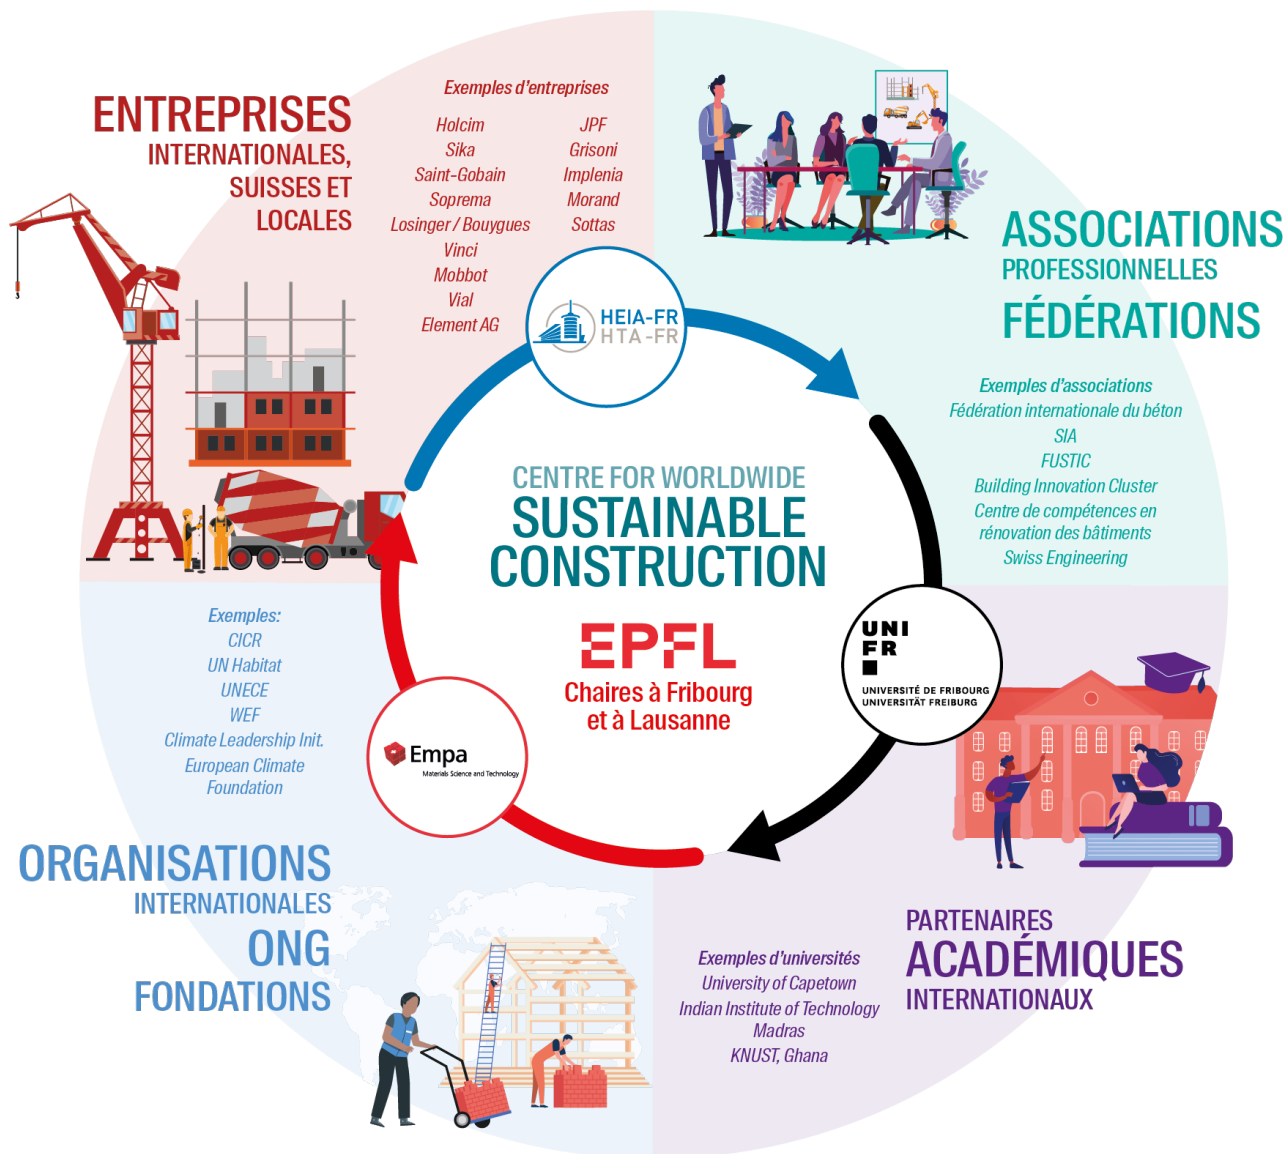 ENTREPRISES
INTERNATIONALES,
SUISSES ET
LOCALES
Exemples d'entreprises
Holcim
Sika
Saint-Gobain
Soprema
Losinger / Bouygues
Vinci
Mobbot
Vial
Element AG
JPF
Grisoni
Implenia
Morand
Sottas
ASSOCIATIONS
PROFESSIONNELLES
FÉDÉRATIONS
Exemples d'associations
Fédération internationale du béton
SIA
FUSTIC
Building Innovation Cluster
Centre de compétences en
rénovation des bâtiments
Swiss Engineering
HEIA-FR
HTA-FR
CENTRE FOR WORLDWIDE
SUSTAINABLE
CONSTRUCTION
EPFL
Chaires à Fribourg
et à Lausanne
UNI
FR
UNIVERSITÉ DE FRIBOURG
UNIVERSITÄT FREIBURG
Empa
Materials Science and Technology
Exemples:
CICR
UN Habitat
UNECE
WEF
Climate Leadership Init.
European Climate
Foundation
ORGANISATIONS
INTERNATIONALES
ONG
FONDATIONS
Exemples d'universités
University of Capetown
Indian Institute of Technology
Madras
KNUST, Ghana
PARTENAIRES
ACADÉMIQUES
INTERNATIONAUX